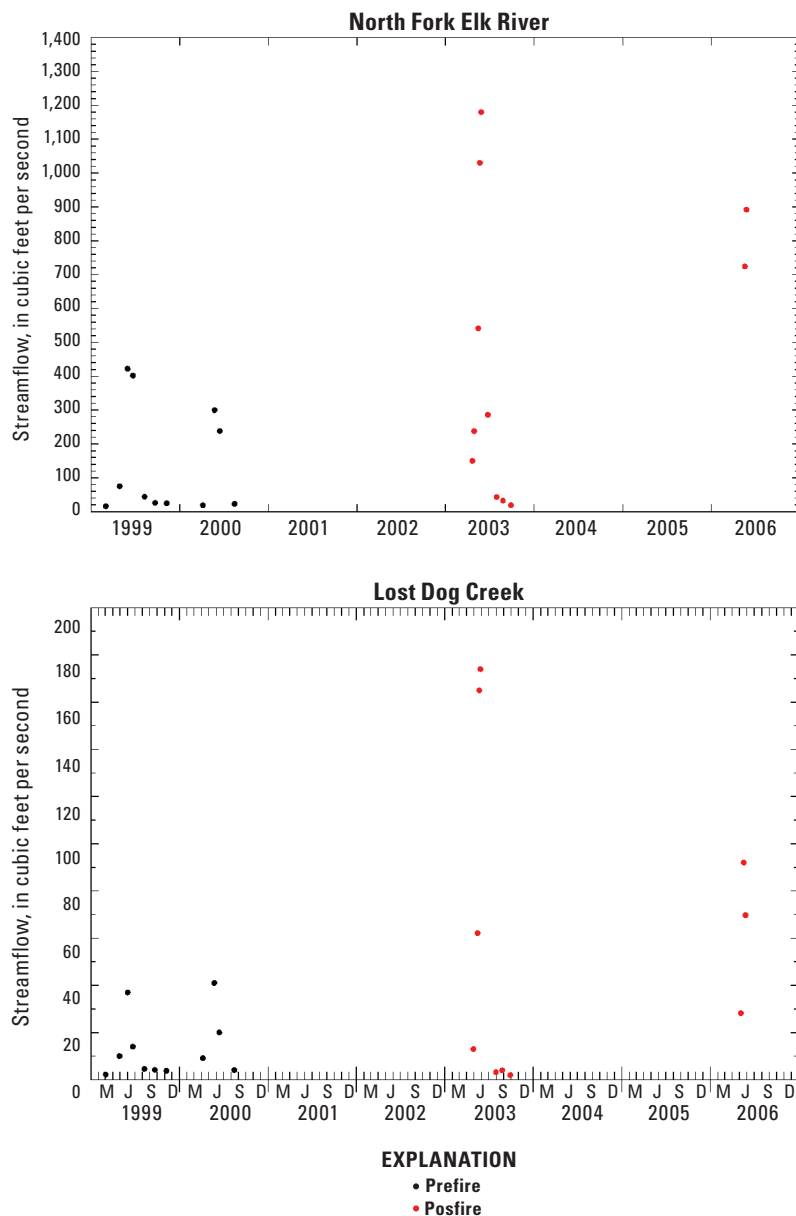 North Fork Elk River
1,400
1,300
1,200
1,100
1,000
900
800
700
600
500
400
300
200
100
0
Streamflow, in cubic feet per second
1999 2000 2001 2002 2003 2004 2005 2006
Lost Dog Creek
200
180
160
140
120
100
80
60
40
20
0
Streamflow, in cubic feet per second
M J S D M J S D M J S D M J S D M J S D M J S D M J S D M J S D
1999 2000 2001 2002 2003 2004 2005 2006
EXPLANATION
Prefire
Posfire